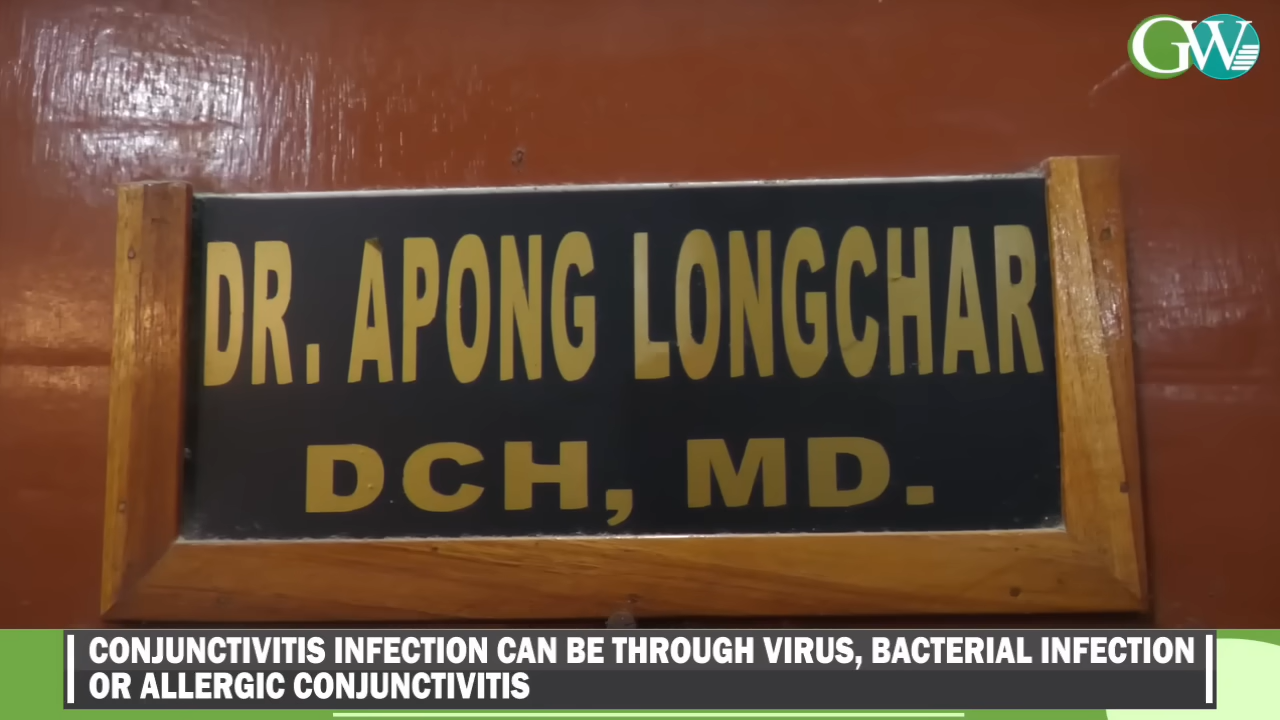 GW
DR. APONG LONGCHAR
DCH, MD.
CONJUNCTIVITIS INFECTION CAN BE THROUGH VIRUS, BACTERIAL INFECTION
OR ALLERGIC CONJUNCTIVITIS